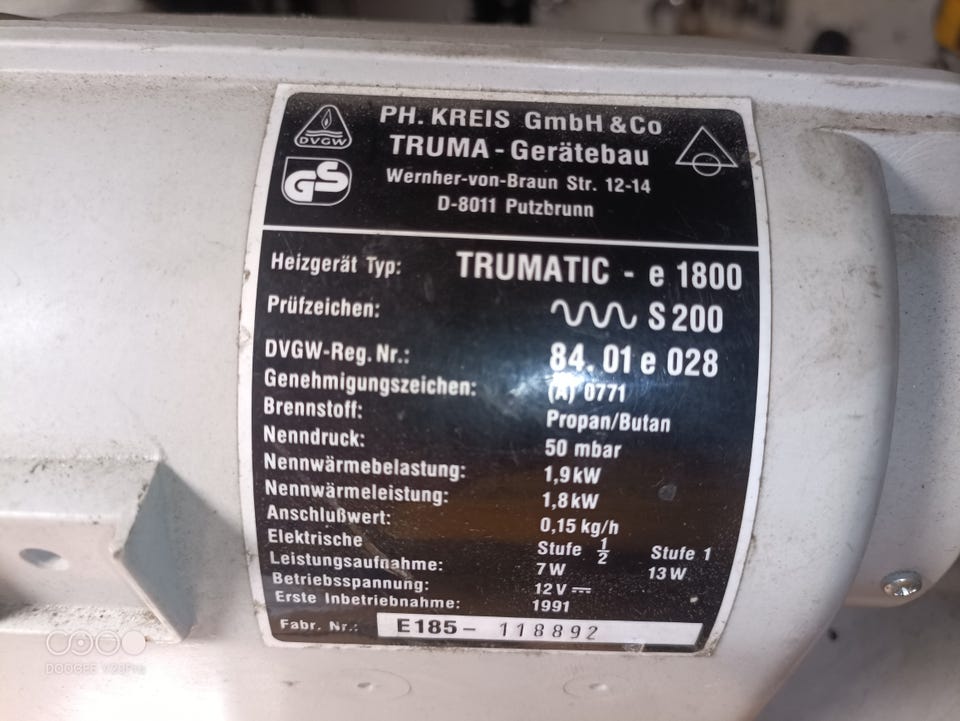 DVGW
GS
PH. KREIS GmbH & Co
TRUMA - Gerätebau
Wernher-von-Braun Str. 12-14
D-8011 Putzbrunn
Heizgerät Typ: TRUMATIC - e 1800
Prüfzeichen: S 200
DVGW-Reg. Nr.: 84. 01 e 028
Genehmigungszeichen: (A) 0771
Brennstoff: Propan/Butan
Nenndruck: 50 mbar
Nennwärmebelastung: 1,9 kW
Nennwärmeleistung: 1,8 kW
Anschlußwert: 0,15 kg/h
Elektrische Stufe 1/2 Stufe 1
Leistungsaufnahme: 7 W 13 W
Betriebsspannung: 12 V ⎓
Erste Inbetriebnahme: 1991
Fabr. Nr.: E185 - 118892
DOOGEE V20Pro